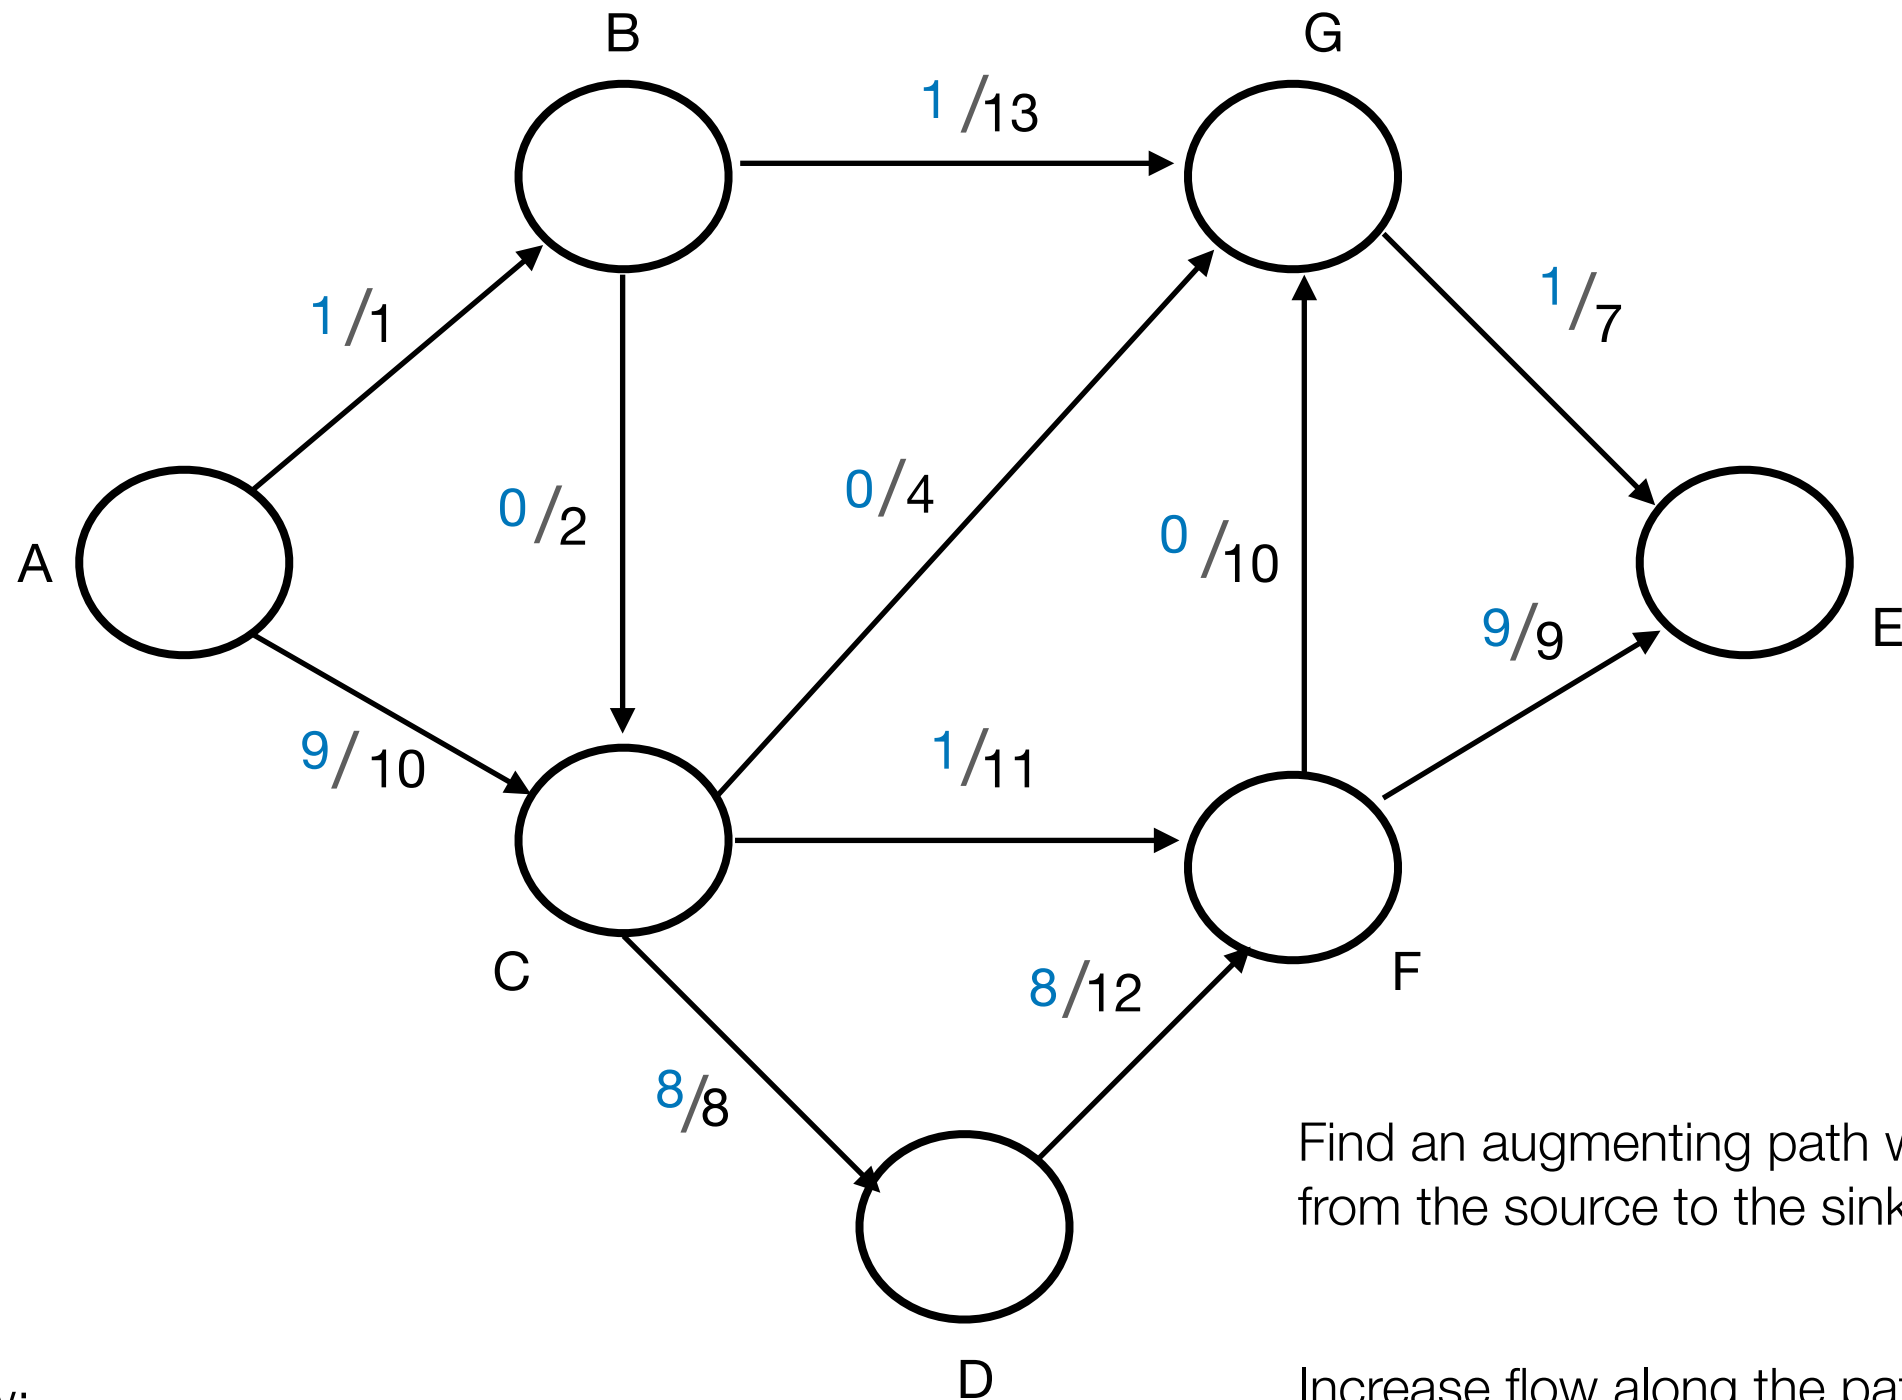 B
G
1/13
1/1
1/7
0/2
0/4
0/10
A
9/9
E
9/10
1/11
C
F
8/12
8/8
Find an augmenting path
from the source to the sink
D
Increase flow along the